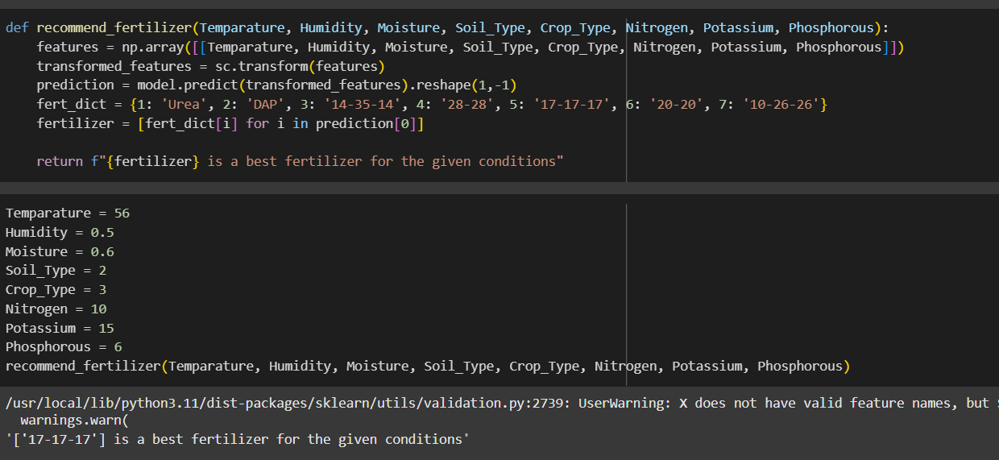 def recommend_fertilizer(Temparature, Humidity, Moisture, Soil_Type, Crop_Type, Nitrogen, Potassium, Phosphorous):
    features = np.array([[Temparature, Humidity, Moisture, Soil_Type, Crop_Type, Nitrogen, Potassium, Phosphorous]])
    transformed_features = sc.transform(features)
    prediction = model.predict(transformed_features).reshape(1,-1)
    fert_dict = {1: 'Urea', 2: 'DAP', 3: '14-35-14', 4: '28-28', 5: '17-17-17', 6: '20-20', 7: '10-26-26'}
    fertilizer = [fert_dict[i] for i in prediction[0]]
    return f"{fertilizer} is a best fertilizer for the given conditions"
Temparature = 56
Humidity = 0.5
Moisture = 0.6
Soil_Type = 2
Crop_Type = 3
Nitrogen = 10
Potassium = 15
Phosphorous = 6
recommend_fertilizer(Temparature, Humidity, Moisture, Soil_Type, Crop_Type, Nitrogen, Potassium, Phosphorous)
/usr/local/lib/python3.11/dist-packages/sklearn/utils/validation.py:2739: UserWarning: X does not have valid feature names, but
  warnings.warn(
'['17-17-17'] is a best fertilizer for the given conditions'